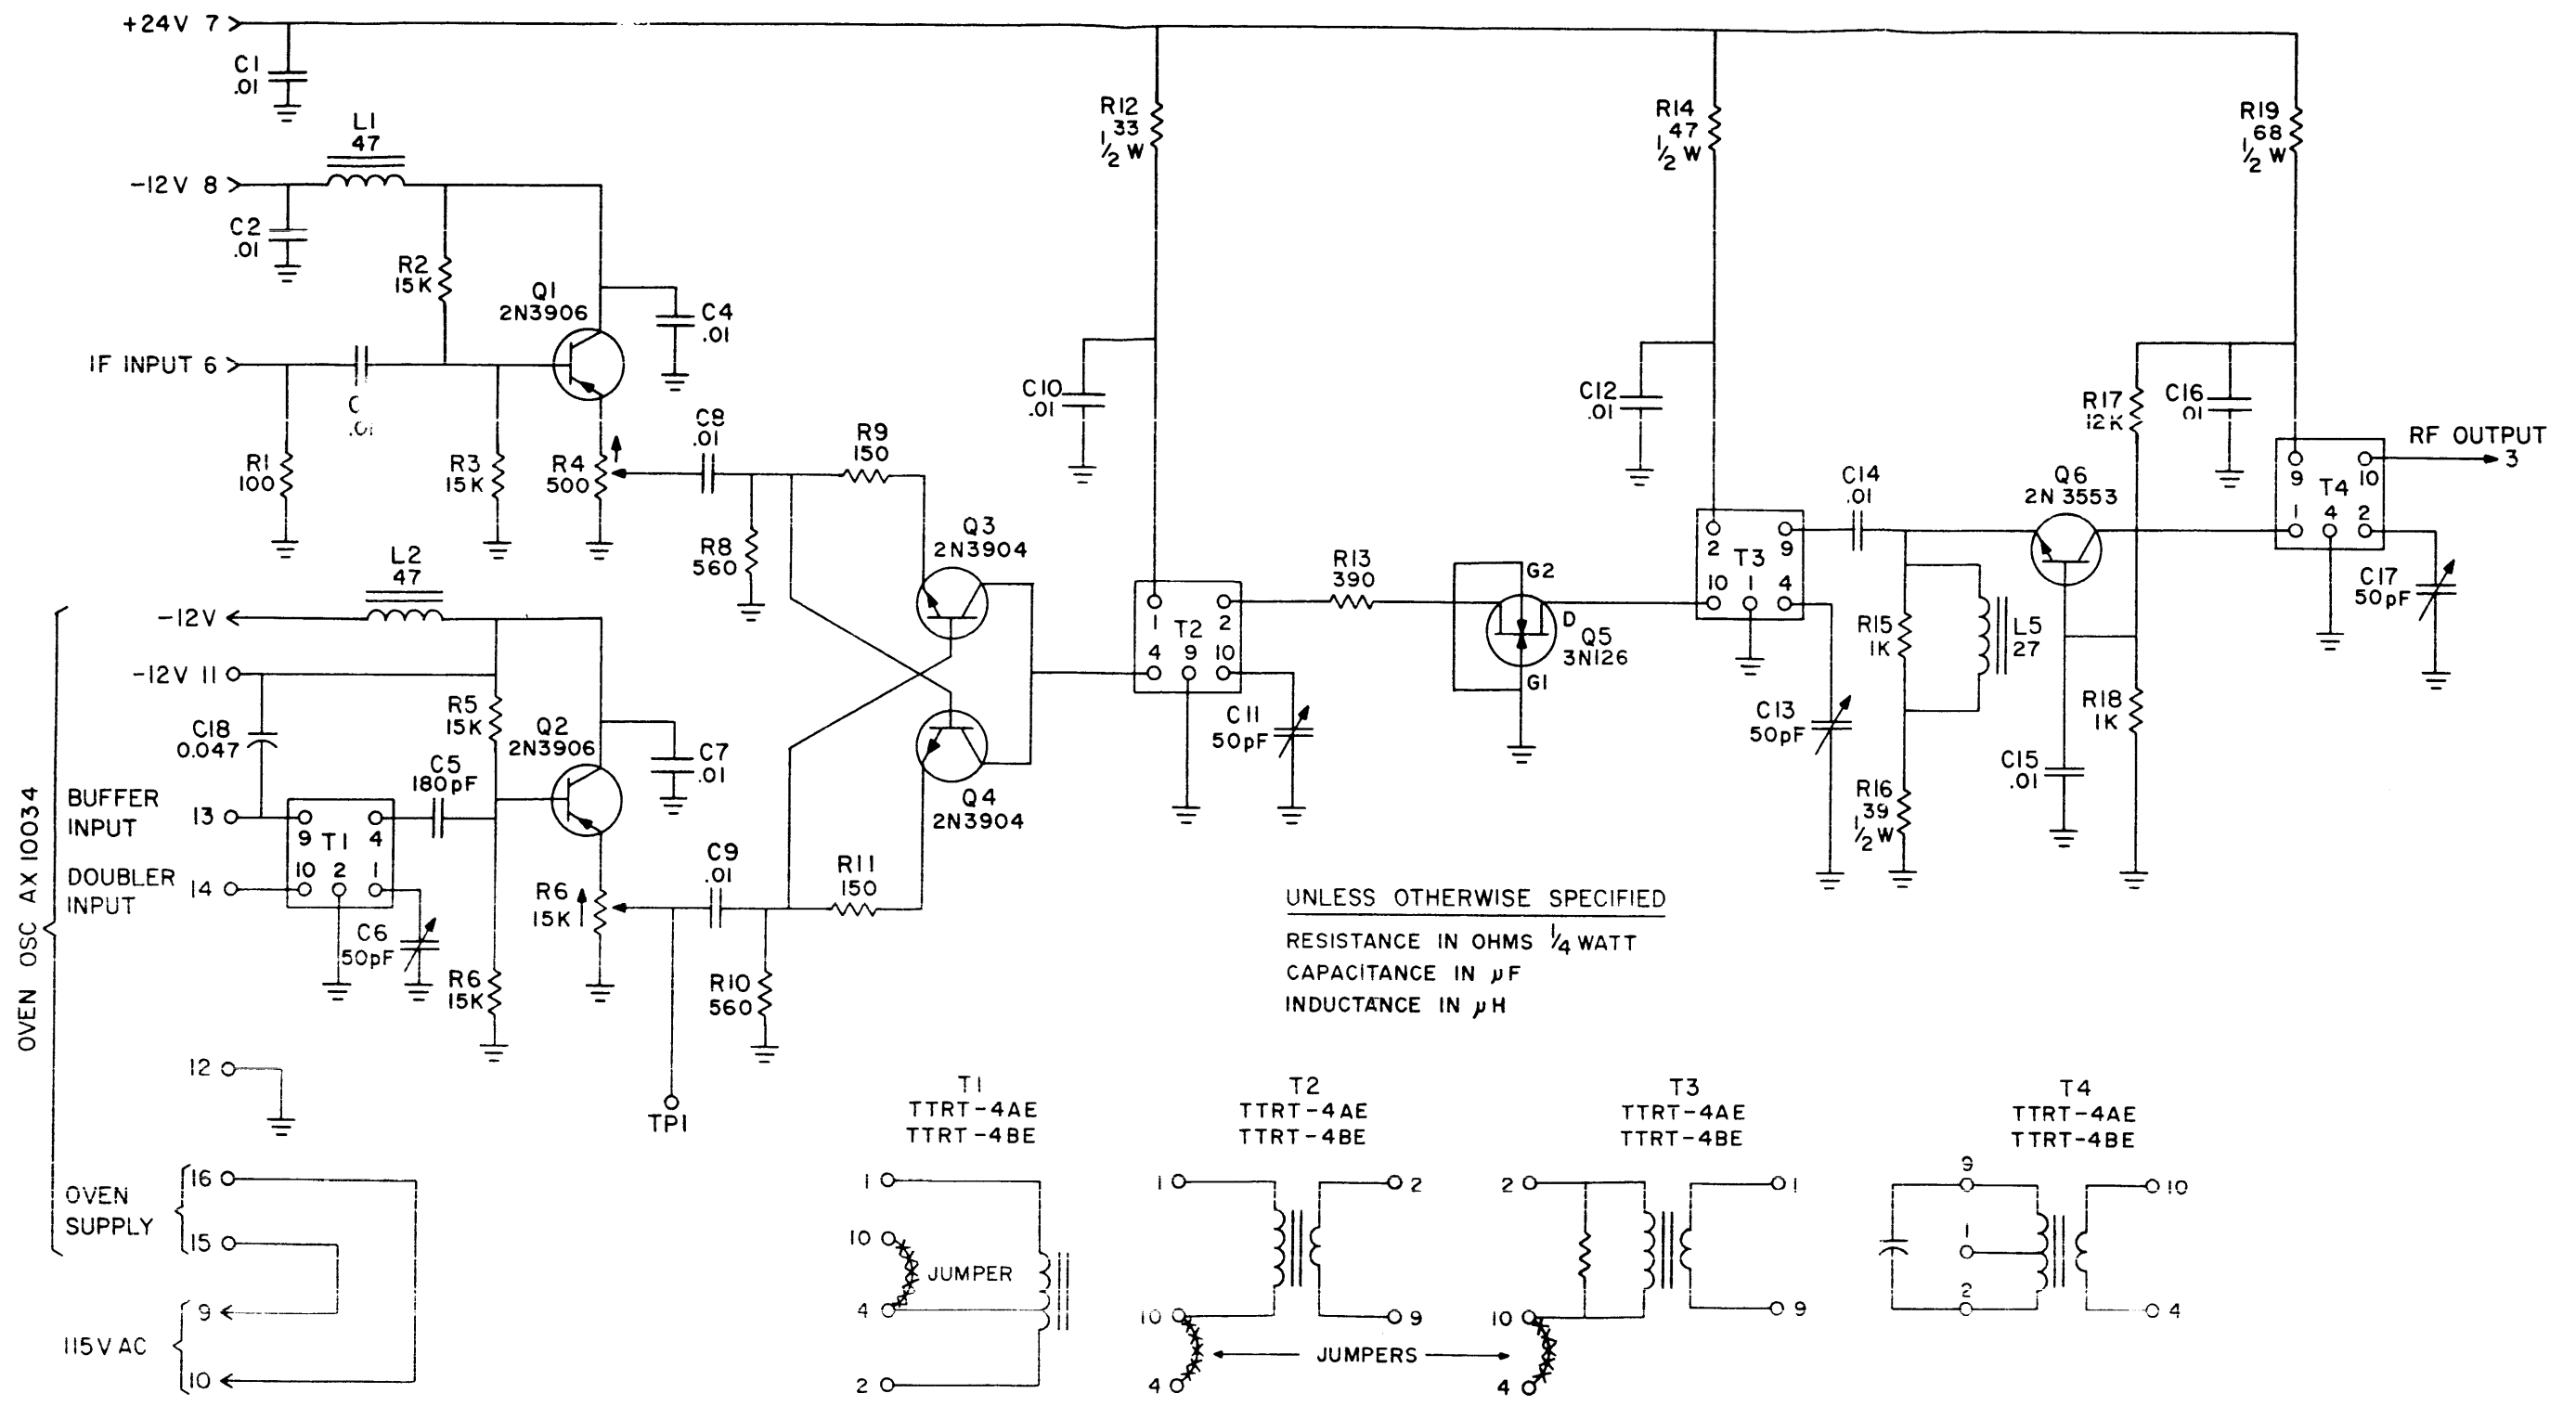 +24V 7
C1
.01
L1
47
-12V 8
C2
.01
R2
15K
Q1
2N3906
C4
.01
IF INPUT 6
C
.01
R1
100
R3
15K
R4
500
C8
.01
R9
150
R8
560
Q3
2N3904
L2
47
-12V
-12V 11
C18
0.047
R5
15K
Q2
2N3906
C7
.01
C5
180pF
BUFFER
INPUT
13
9 4
T1
10 2 1
DOUBLER
INPUT
14
C6
50pF
R6
15K
R6
15K
C9
.01
R11
150
R10
560
Q4
2N3904
TP1
OVEN OSC AX10034
12
OVEN
SUPPLY
16
15
115V AC
9
10
R12
33
1/2 W
C10
.01
1 2
T2
4 9 10
C11
50pF
R13
390
G2
D
Q5
3N126
G1
R14
47
1/2 W
C12
.01
2 9
T3
10 1 4
C13
50pF
C14
.01
R15
1K
L5
27
R16
39
1/2 W
Q6
2N3553
C15
.01
R17
12K
R18
1K
C16
.01
R19
68
1/2 W
9 10
T4
1 4 2
RF OUTPUT
3
C17
50pF
UNLESS OTHERWISE SPECIFIED
RESISTANCE IN OHMS 1/4 WATT
CAPACITANCE IN µF
INDUCTANCE IN µH
T1
TTRT-4AE
TTRT-4BE
1
10
JUMPER
4
2
T2
TTRT-4AE
TTRT-4BE
1 2
10 9
4
JUMPERS
T3
TTRT-4AE
TTRT-4BE
2 1
10 9
4
T4
TTRT-4AE
TTRT-4BE
9 10
1
2 4